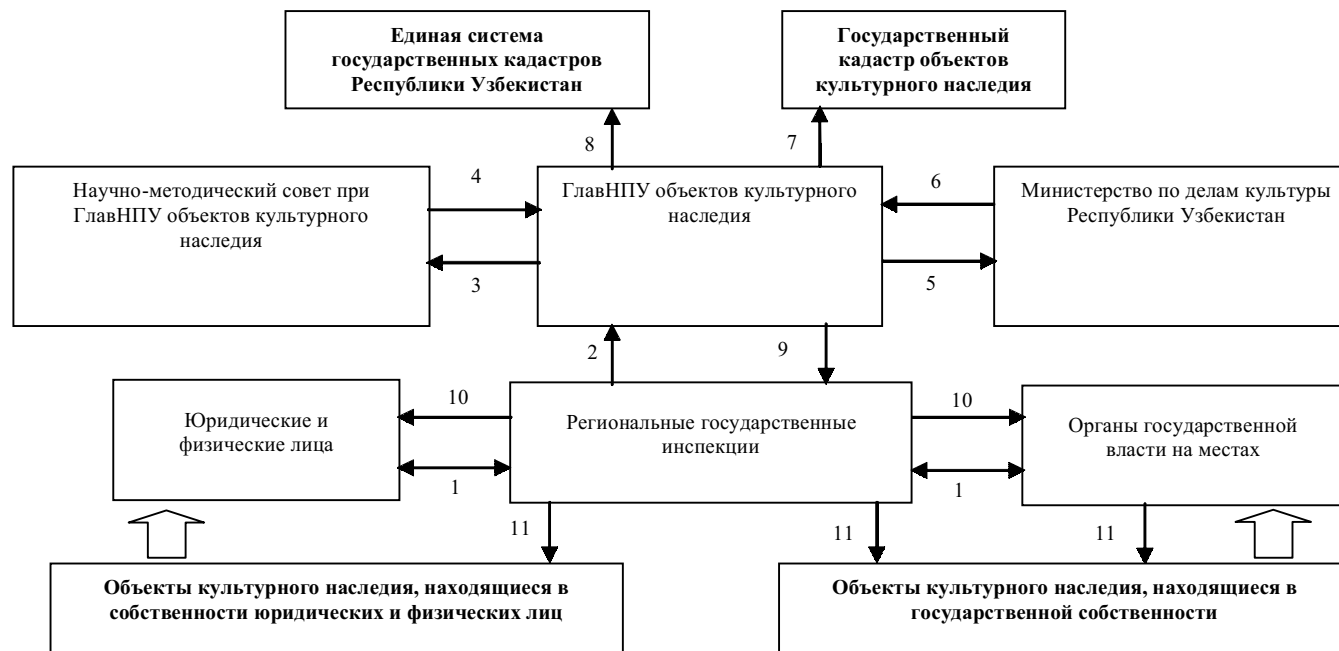 Единая система
государственных кадастров
Республики Узбекистан
Государственный
кадастр объектов
культурного наследия
8
7
Научно-методический совет при
ГлавНПУ объектов культурного
наследия
4
3
ГлавНПУ объектов культурного
наследия
6
5
Министерство по делам культуры
Республики Узбекистан
2
9
Юридические и
физические лица
10
1
Региональные государственные
инспекции
10
1
Органы государственной
власти на местах
11
11
11
Объекты культурного наследия, находящиеся в
собственности юридических и физических лиц
Объекты культурного наследия, находящиеся в
государственной собственности